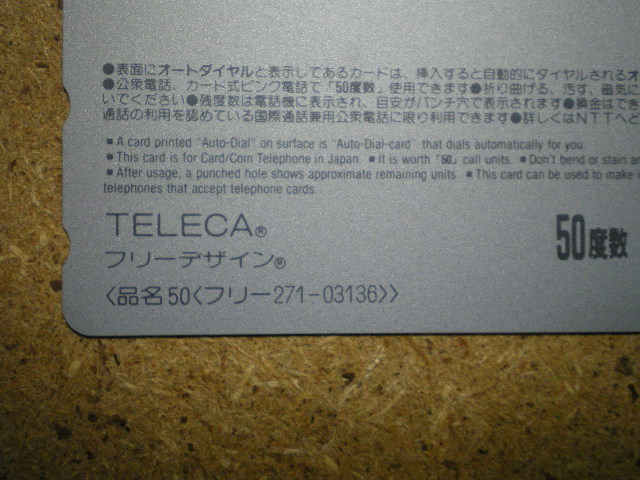 ●表面にオートダイヤルと表示してあるカードは、挿入すると自動的にダイヤルされるオ
●公衆電話、カード式ピンク電話で「50度数」使用できます●折り曲げる、汚す、磁気に
いでください●残度数は電話機に表示され、目安がパンチ穴で表示されます●換金はでき
通話の利用を認めている国際通話兼用公衆電話に限り利用できます●詳しくはNTTへと
■ A card printed "Auto-Dial" on surface is "Auto-Dial-card" that dials automatically for you.
■ This card is for Card/Coin Telephone in Japan. ■ It is worth "50" call units. ■ Don't bend or stain a
■ After usage, a punched hole shows approximate remaining units. ■ This card can be used to make i
telephones that accept telephone cards.
TELECA®
フリーデザイン®
50度数
〈品名50〈フリー271-03136〉〉